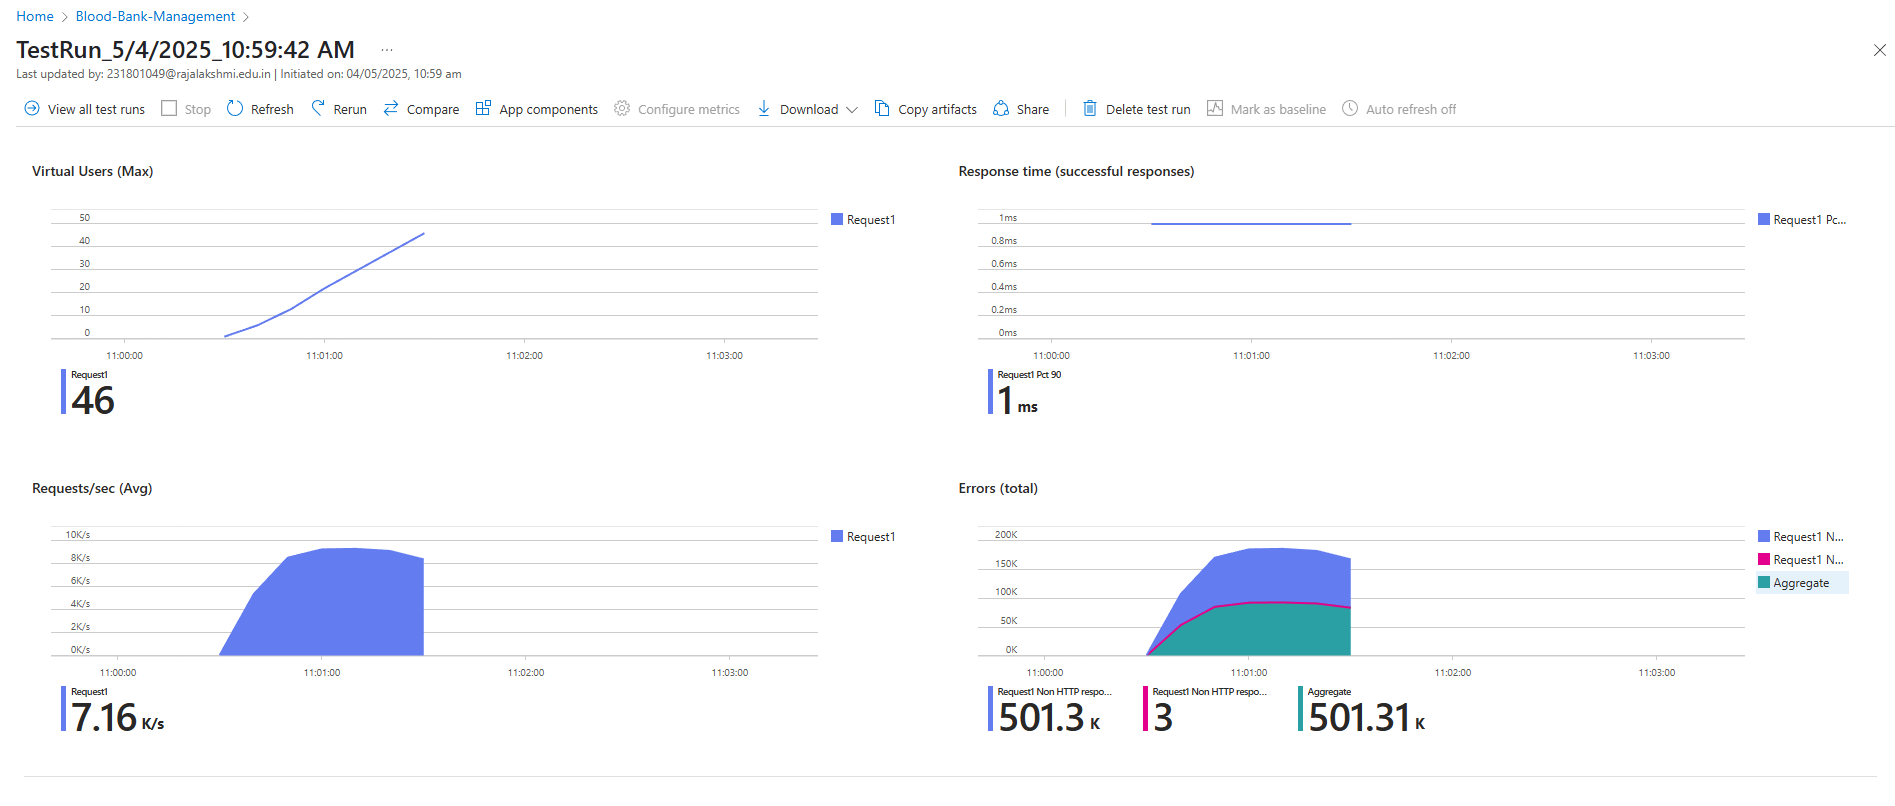 Home > Blood-Bank-Management >
TestRun_5/4/2025_10:59:42 AM ...
Last updated by: 231801049@rajalakshmi.edu.in | Initiated on: 04/05/2025, 10:59 am
View all test runs Stop Refresh Rerun Compare App components Configure metrics Download Copy artifacts Share Delete test run Mark as baseline Auto refresh off
Virtual Users (Max)
50
40
30
20
10
0
11:00:00 11:01:00 11:02:00 11:03:00
Request1
Request1
46
Response time (successful responses)
1ms
0.8ms
0.6ms
0.4ms
0.2ms
0ms
11:00:00 11:01:00 11:02:00 11:03:00
Request1 Pc...
Request1 Pct 90
1 ms
Requests/sec (Avg)
10K/s
8K/s
6K/s
4K/s
2K/s
0K/s
11:00:00 11:01:00 11:02:00 11:03:00
Request1
Request1
7.16 K/s
Errors (total)
200K
150K
100K
50K
0K
11:00:00 11:01:00 11:02:00 11:03:00
Request1 N...
Request1 N...
Aggregate
Request1 Non HTTP respo...
501.3 K
Request1 Non HTTP respo...
3
Aggregate
501.31 K